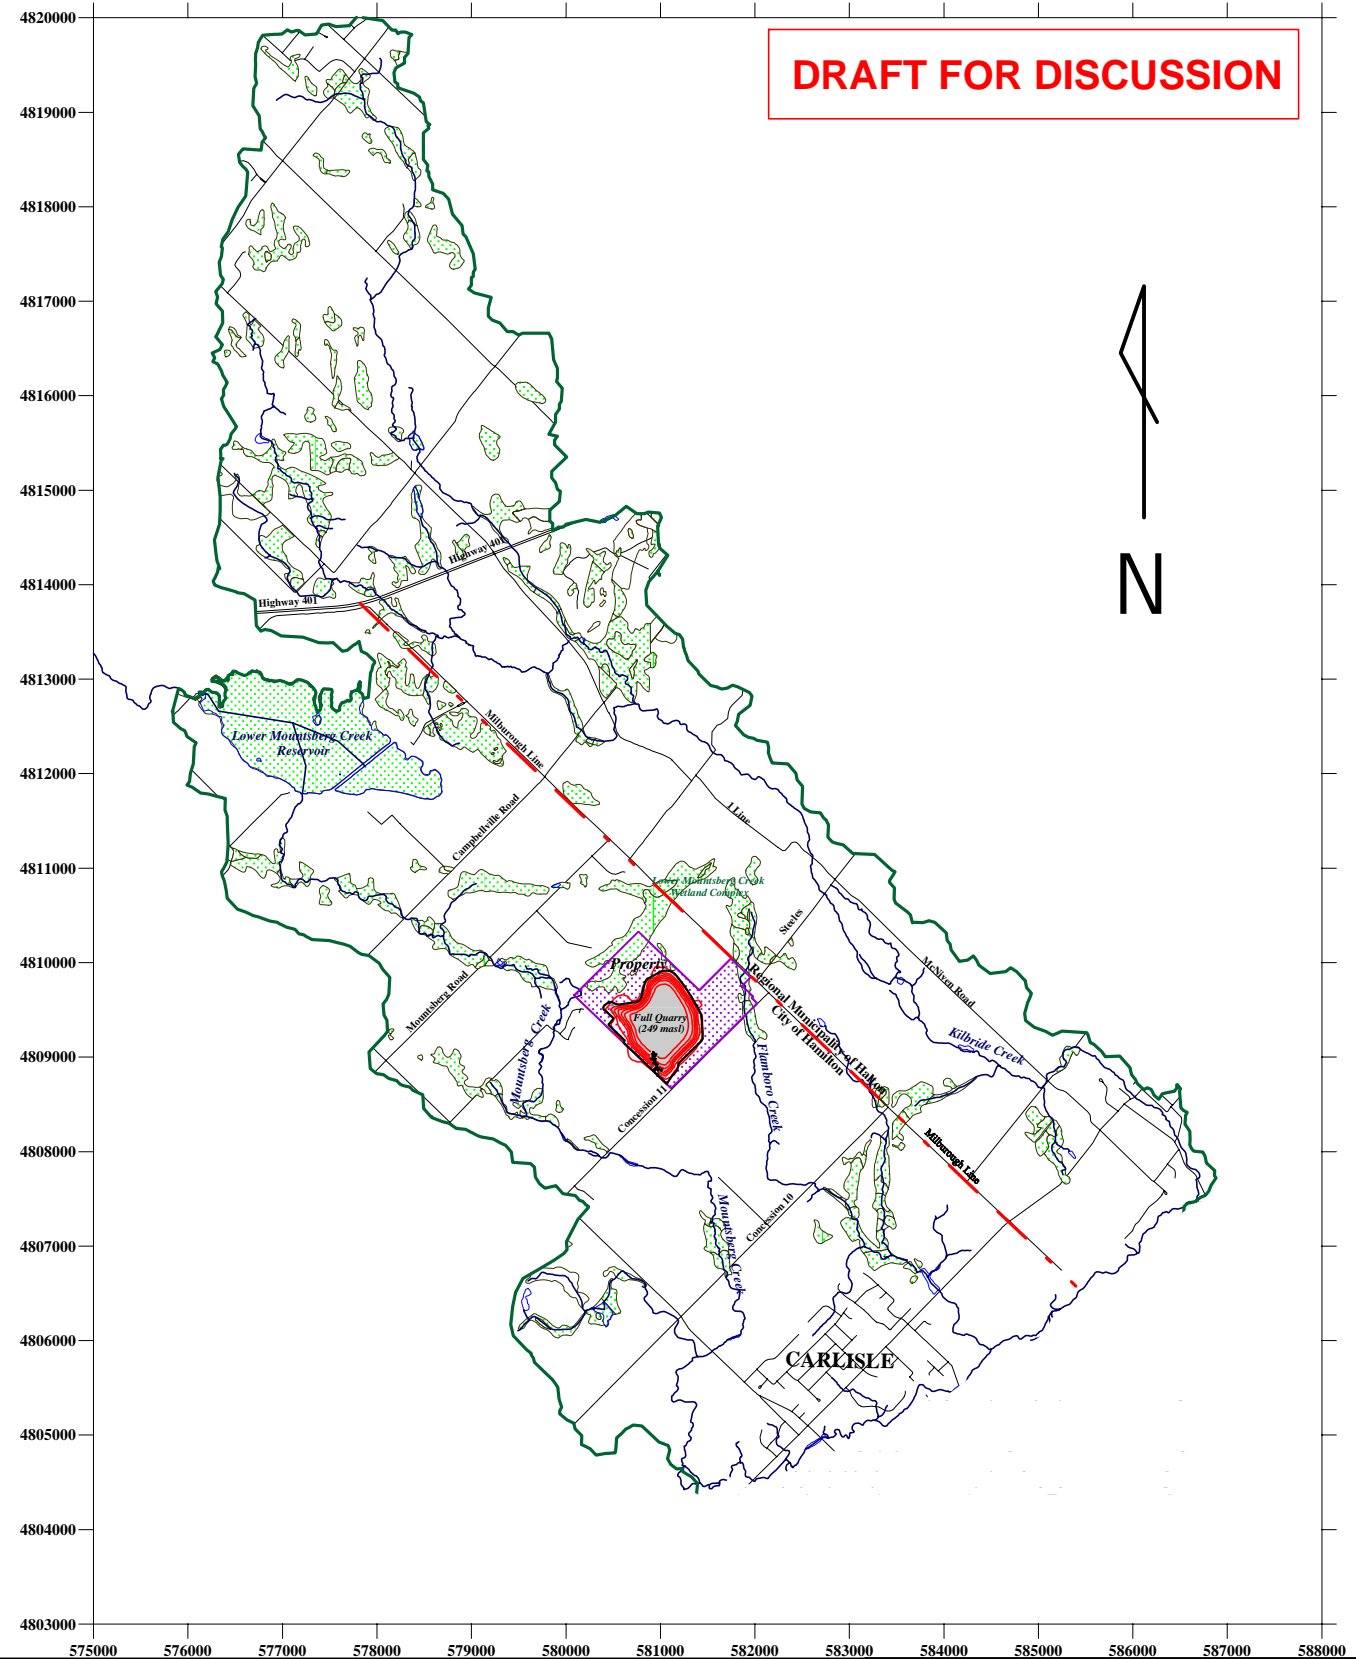 4820000
DRAFT FOR DISCUSSION
4819000
4818000
4817000
4816000
4815000
4814000
4813000
4812000
4811000
4810000
4809000
4808000
4807000
4806000
4805000
4804000
4803000
N
Highway 401
Highway 401
Lower Mountsberg Creek
Reservoir
Milburough Line
Campbellville Road
1 Line
Lower Mountsberg Creek
Wetland Complex
Steeles
Property
Mountsberg Road
McNiven Road
Full Quarry
(249 masl)
Regional Municipality of Halton
City of Hamilton
Kilbride Creek
Mountsberg Creek
Flamboro Creek
Concession 11
Milburough Line
Mountsberg Creek
Concession 10
CARLISLE
575000 576000 577000 578000 579000 580000 581000 582000 583000 584000 585000 586000 587000 588000